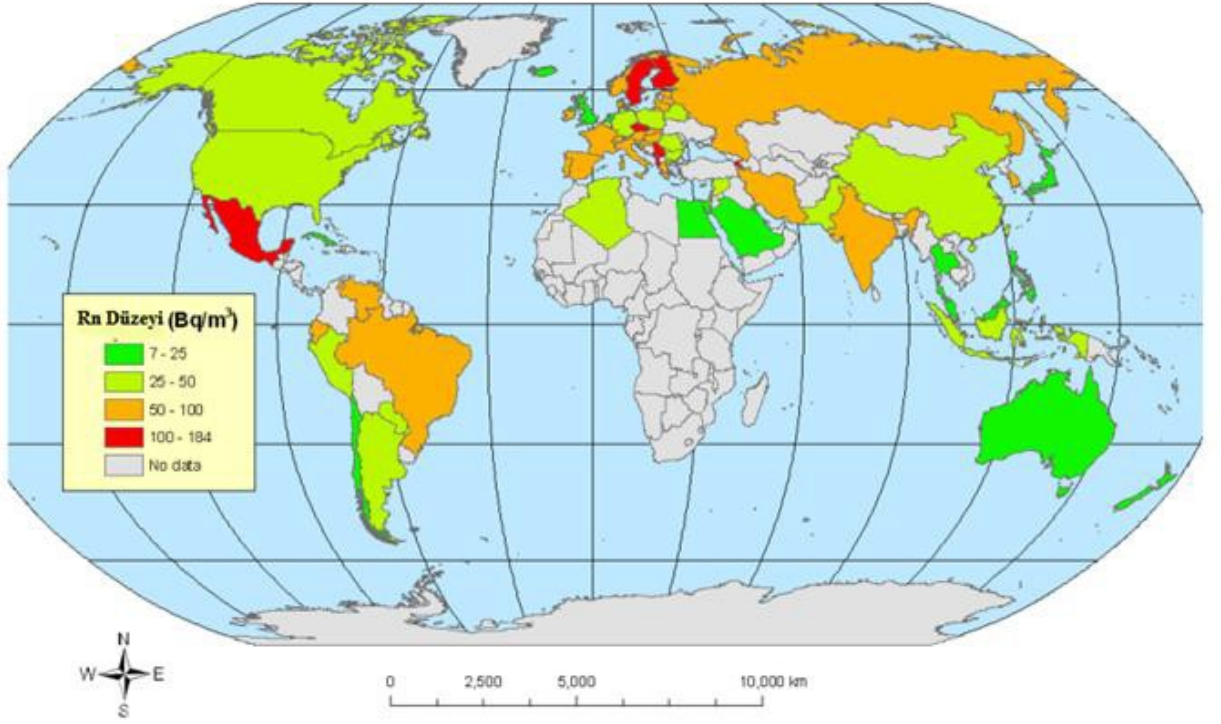 Rn Düzeyi (Bq/m³)
7 - 25
25 - 50
50 - 100
100 - 184
No data
N
W E
S
0 2,500 5,000 10,000 km